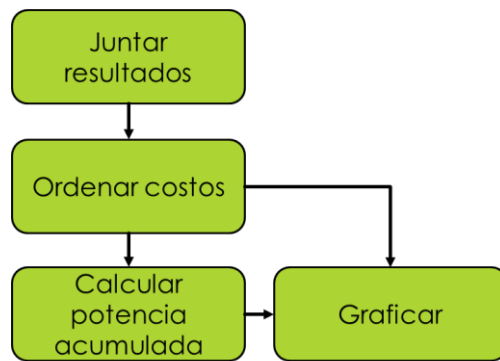 Juntar
resultados
Ordenar costos
Calcular
potencia
acumulada
Graficar